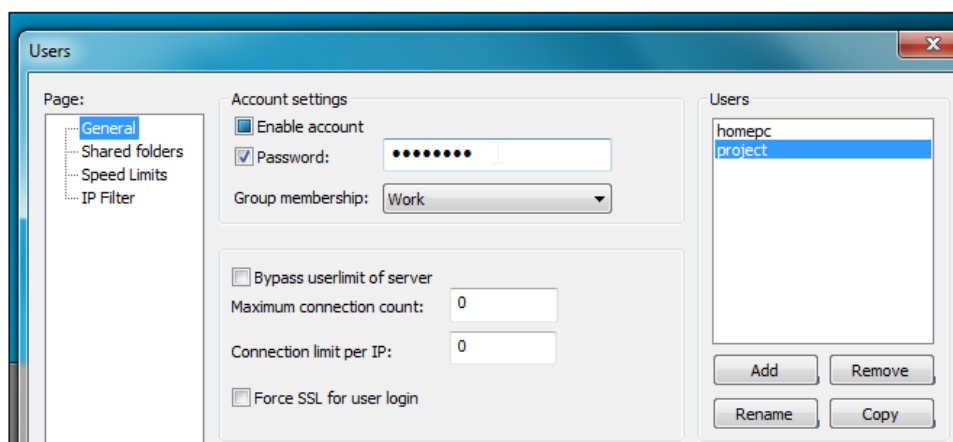 Users
Page:
General
Shared folders
Speed Limits
IP Filter
Account settings
Enable account
Password: ••••••••
Group membership: Work
Bypass userlimit of server
Maximum connection count: 0
Connection limit per IP: 0
Force SSL for user login
Users
homepc
project
Add Remove
Rename Copy